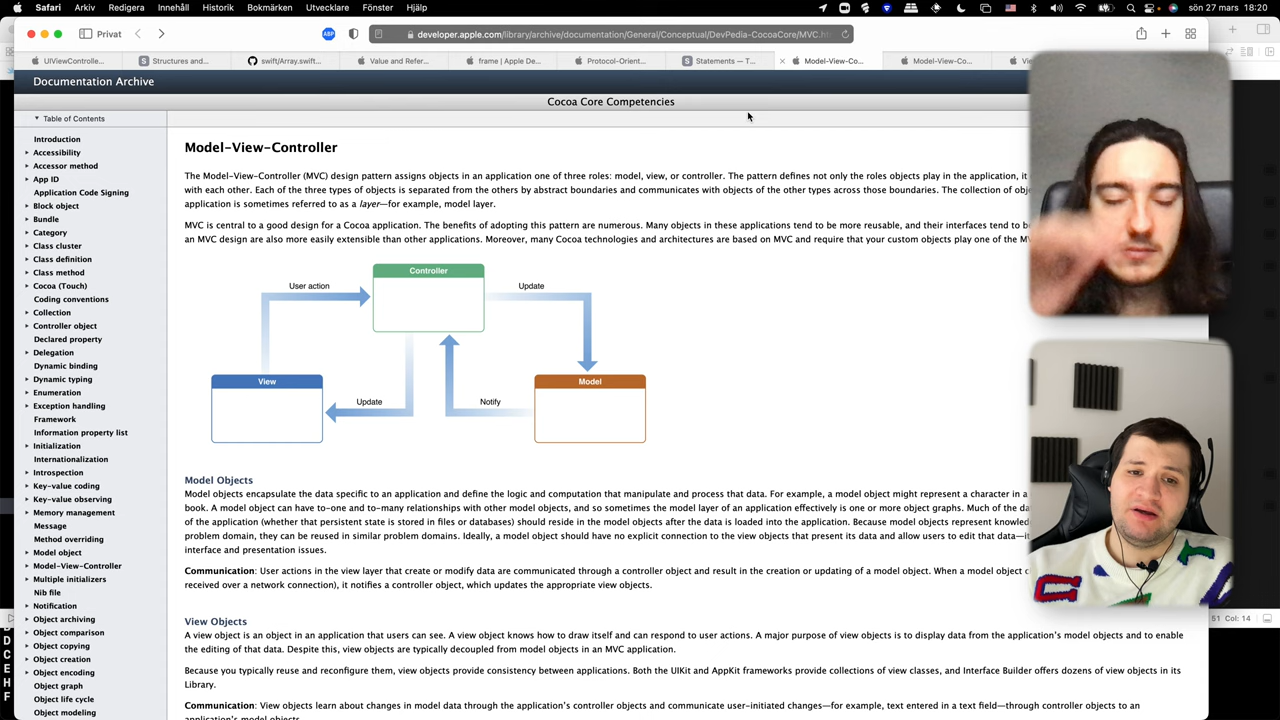 Safari Arkiv Redigera Innehåll Historik Bokmärken Utvecklare Fönster Hjälp
sön 27 mars 18:20
Privat
developer.apple.com/library/archive/documentation/General/Conceptual/DevPedia-CocoaCore/MVC.h
UIViewControlle...
Structures and...
swift/Array.swift...
Value and Refer...
frame | Apple De...
Protocol-Orient...
Statements — T...
Model-View-Co...
Model-View-Co...
Documentation Archive
Cocoa Core Competencies
Table of Contents
Introduction
Accessibility
Accessor method
App ID
Application Code Signing
Block object
Bundle
Category
Class cluster
Class definition
Class method
Cocoa (Touch)
Coding conventions
Collection
Controller object
Declared property
Delegation
Dynamic binding
Dynamic typing
Enumeration
Exception handling
Framework
Information property list
Initialization
Internationalization
Introspection
Key-value coding
Key-value observing
Memory management
Message
Method overriding
Model object
Model-View-Controller
Multiple initializers
Nib file
Notification
Object archiving
Object comparison
Object copying
Object creation
Object encoding
Object graph
Object life cycle
Object modeling
Model-View-Controller
The Model-View-Controller (MVC) design pattern assigns objects in an application one of three roles: model, view, or controller. The pattern defines not only the roles objects play in the application, it
with each other. Each of the three types of objects is separated from the others by abstract boundaries and communicates with objects of the other types across those boundaries. The collection of
application is sometimes referred to as a layer—for example, model layer.
MVC is central to a good design for a Cocoa application. The benefits of adopting this pattern are numerous. Many objects in these applications tend to be more reusable, and their interfaces tend to
an MVC design are also more easily extensible than other applications. Moreover, many Cocoa technologies and architectures are based on MVC and require that your custom objects play one of the
Controller
User action
Update
View
Model
Update
Notify
Model Objects
Model objects encapsulate the data specific to an application and define the logic and computation that manipulate and process that data. For example, a model object might represent a character in a
book. A model object can have to-one and to-many relationships with other model objects, and so sometimes the model layer of an application effectively is one or more object graphs. Much of the
of the application (whether that persistent state is stored in files or databases) should reside in the model objects after the data is loaded into the application. Because model objects represent
problem domain, they can be reused in similar problem domains. Ideally, a model object should have no explicit connection to the view objects that present its data and allow users to edit that data—
interface and presentation issues.
Communication: User actions in the view layer that create or modify data are communicated through a controller object and result in the creation or updating of a model object. When a model object
received over a network connection), it notifies a controller object, which updates the appropriate view objects.
View Objects
A view object is an object in an application that users can see. A view object knows how to draw itself and can respond to user actions. A major purpose of view objects is to display data from the application's model objects and to enable
the editing of that data. Despite this, view objects are typically decoupled from model objects in an MVC application.
Because you typically reuse and reconfigure them, view objects provide consistency between applications. Both the UIKit and AppKit frameworks provide collections of view classes, and Interface Builder offers dozens of view objects in its
Library.
Communication: View objects learn about changes in model data through the application's controller objects and communicate user-initiated changes—for example, text entered in a text field—through controller objects to an
application's model objects.
51 Col: 14